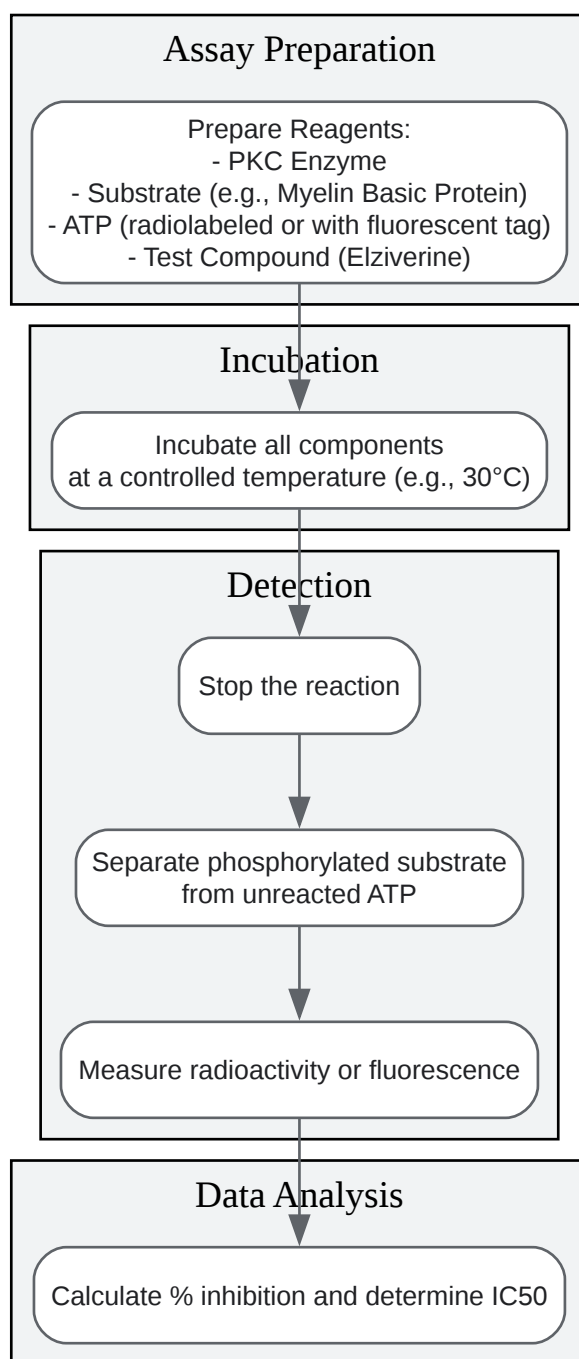 Assay Preparation
Prepare Reagents:
- PKC Enzyme
- Substrate (e.g., Myelin Basic Protein)
- ATP (radiolabeled or with fluorescent tag)
- Test Compound (Elziverine)
Incubation
Incubate all components
at a controlled temperature (e.g., 30°C)
Detection
Stop the reaction
Separate phosphorylated substrate
from unreacted ATP
Measure radioactivity or fluorescence
Data Analysis
Calculate % inhibition and determine IC50